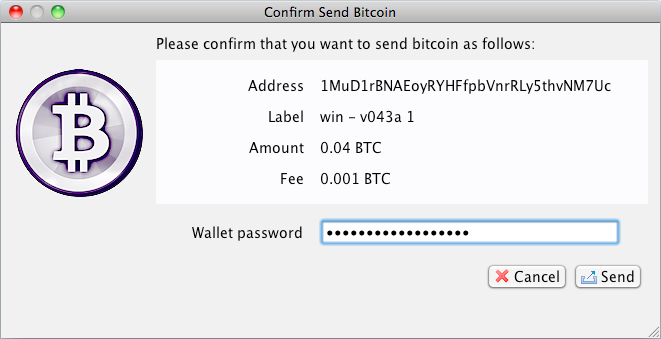 Confirm Send Bitcoin
Please confirm that you want to send bitcoin as follows:
Address 1MuD1rBNAEoyRYHFfpbVnrRLy5thvNM7Uc
Label win - v043a 1
Amount 0.04 BTC
Fee 0.001 BTC
Wallet password ••••••••••••••••••
Cancel Send